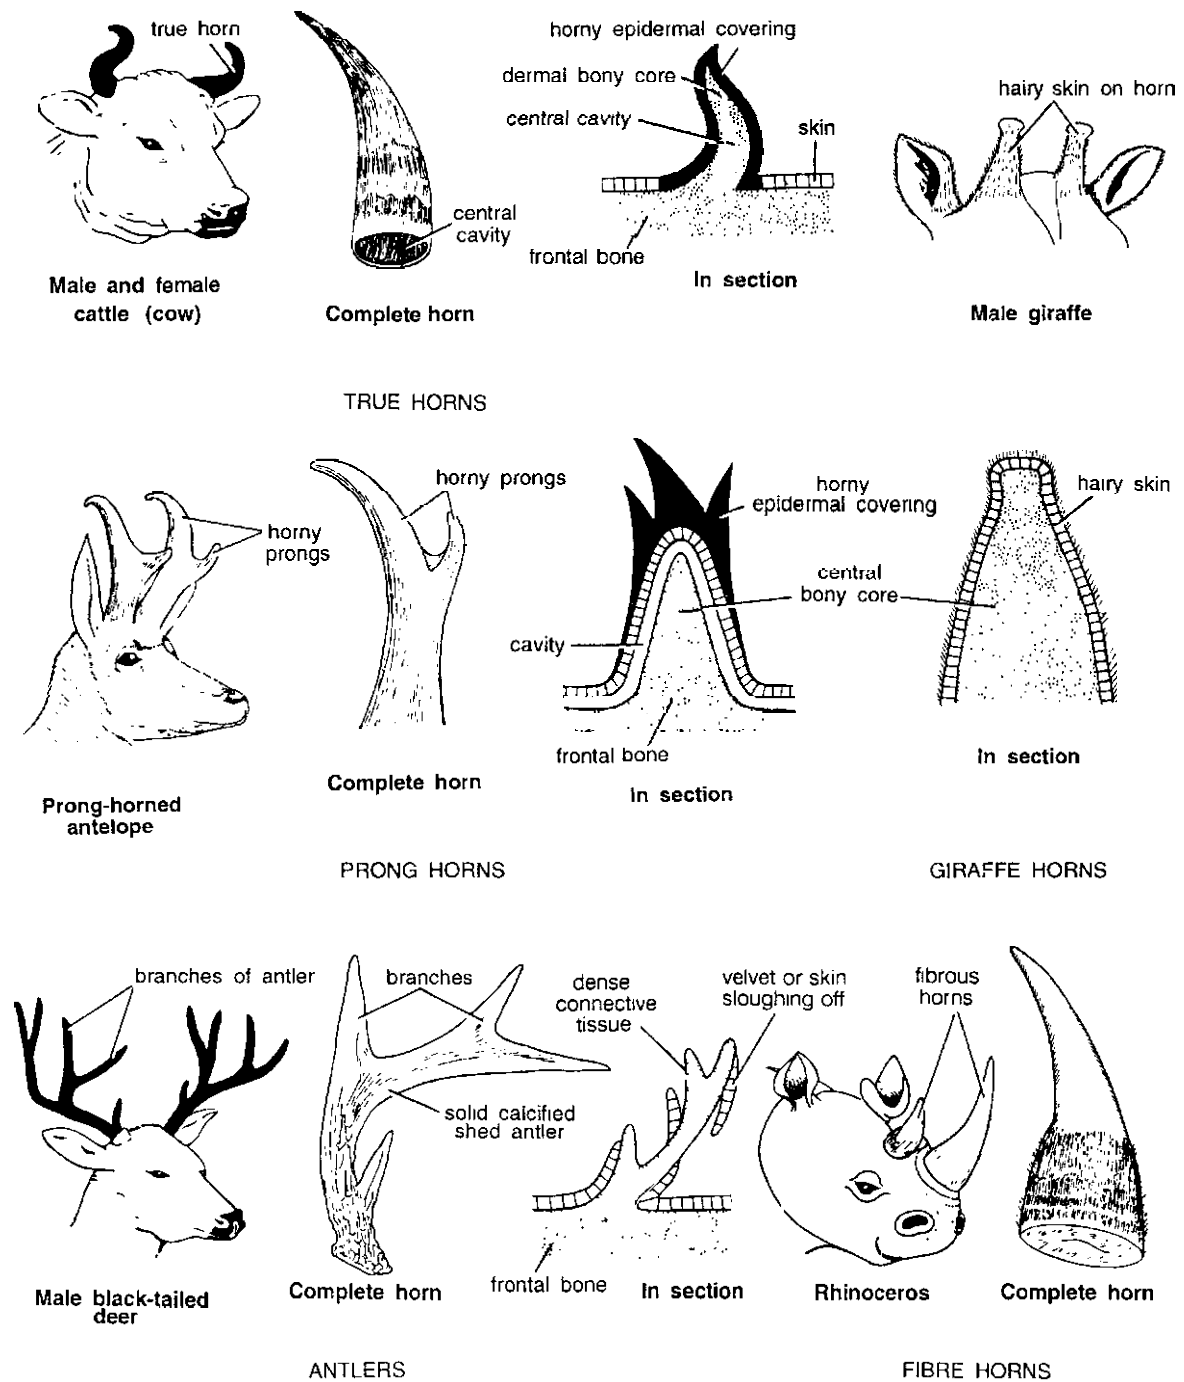 true horn
central
cavity
horny epidermal covering
dermal bony core
central cavity
skin
frontal bone
hairy skin on horn
Male and female
cattle (cow)
Complete horn
In section
Male giraffe
TRUE HORNS
horny
prongs
horny prongs
horny
epidermal covering
central
bony core
cavity
frontal bone
hairy skin
Prong-horned
antelope
Complete horn
In section
In section
PRONG HORNS
GIRAFFE HORNS
branches of antler
branches
solid calcified
shed antler
dense
connective
tissue
velvet or skin
sloughing off
frontal bone
fibrous
horns
Male black-tailed
deer
Complete horn
In section
Rhinoceros
Complete horn
ANTLERS
FIBRE HORNS